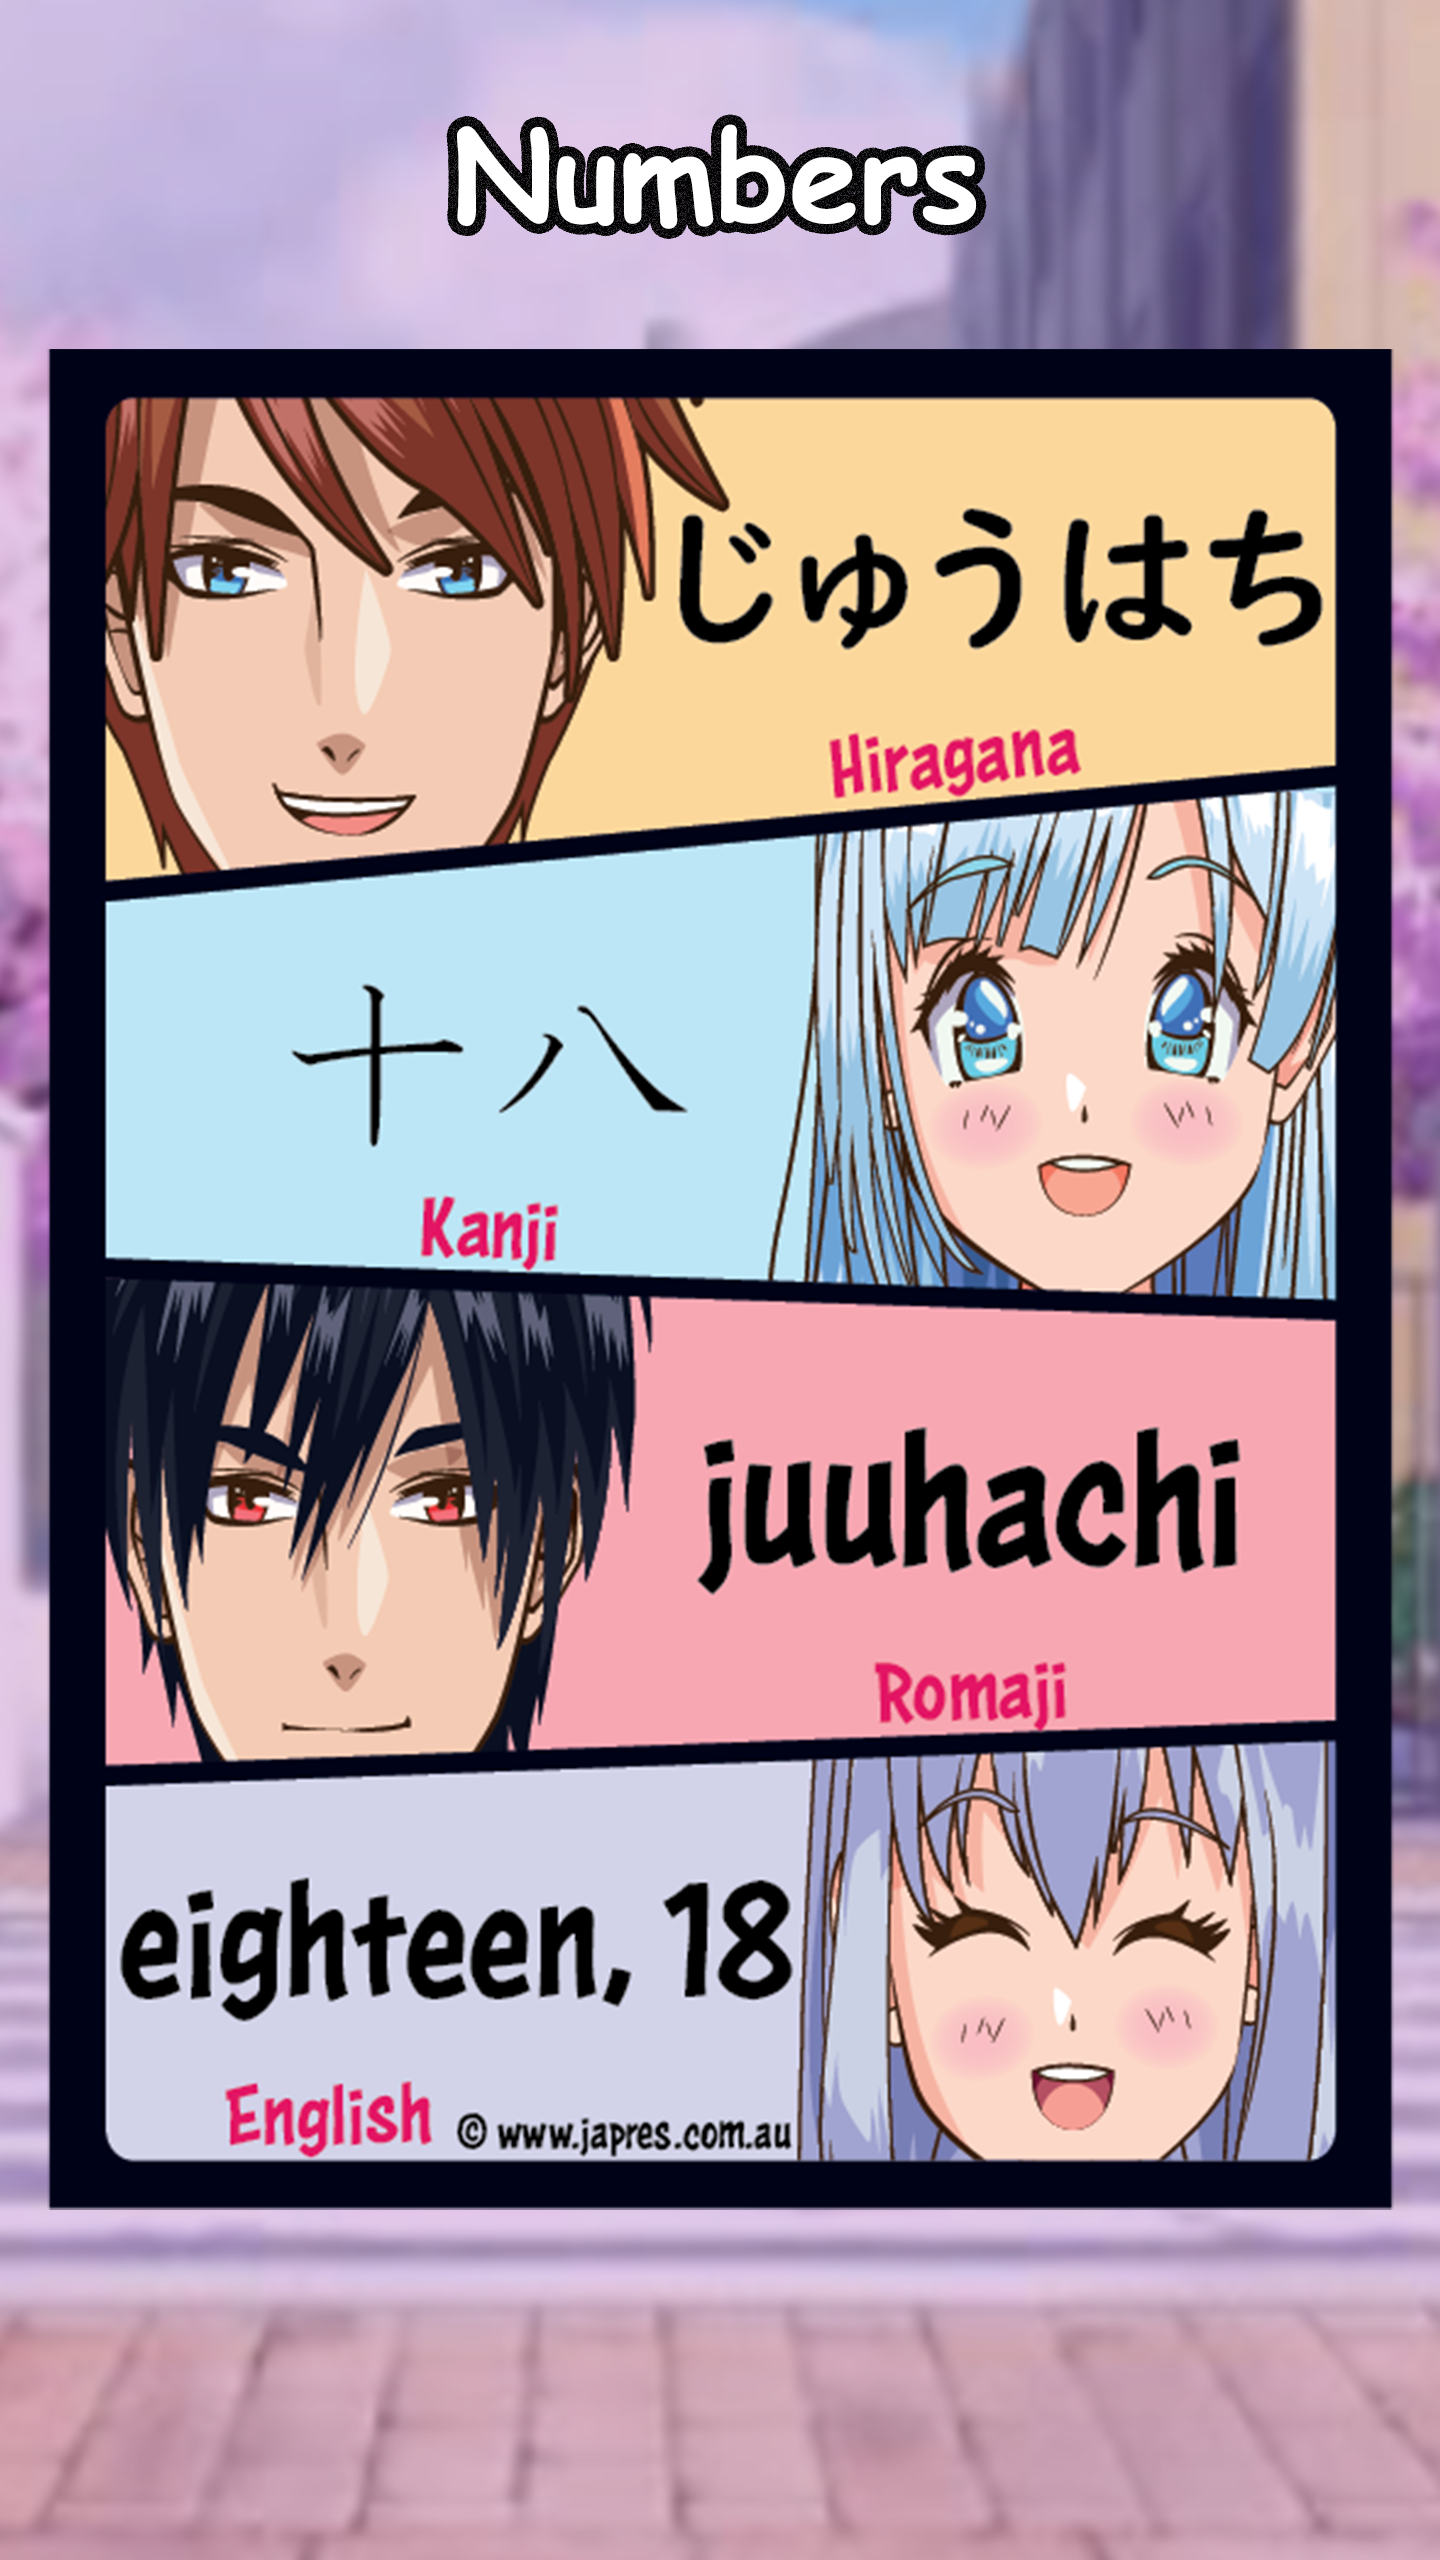 Numbers
じゅうはち
Hiragana
十八
Kanji
juuhachi
Romaji
eighteen, 18
English
© www.japres.com.au